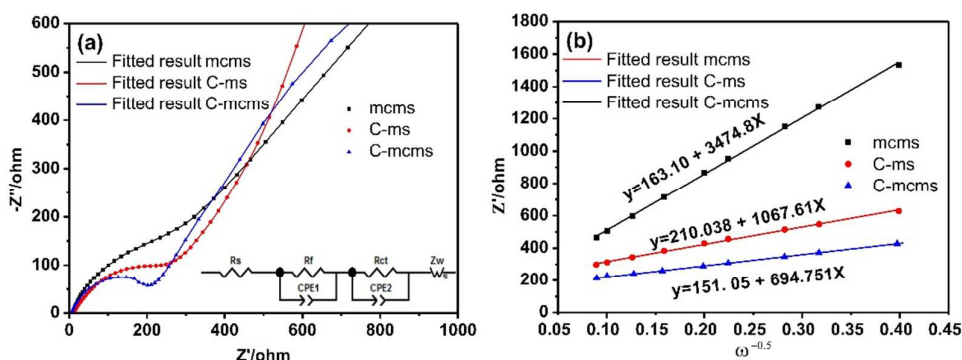 (a)
Fitted result mcms
Fitted result C-ms
Fitted result C-mcms
mcms
C-ms
C-mcms
-Z''/ohm
600
500
400
300
200
100
0
Rs
Rf
Rct
Zw
s
CPE1
CPE2
0 200 400 600 800 1000
Z'/ohm
(b)
Fitted result mcms
Fitted result C-ms
Fitted result C-mcms
mcms
C-ms
C-mcms
y=163.10 + 3474.8X
y=210.038 + 1067.61X
y=151. 05 + 694.751X
Z'/ohm
1800
1600
1400
1200
1000
800
600
400
200
0
0.05 0.10 0.15 0.20 0.25 0.30 0.35 0.40
ω^-0.5